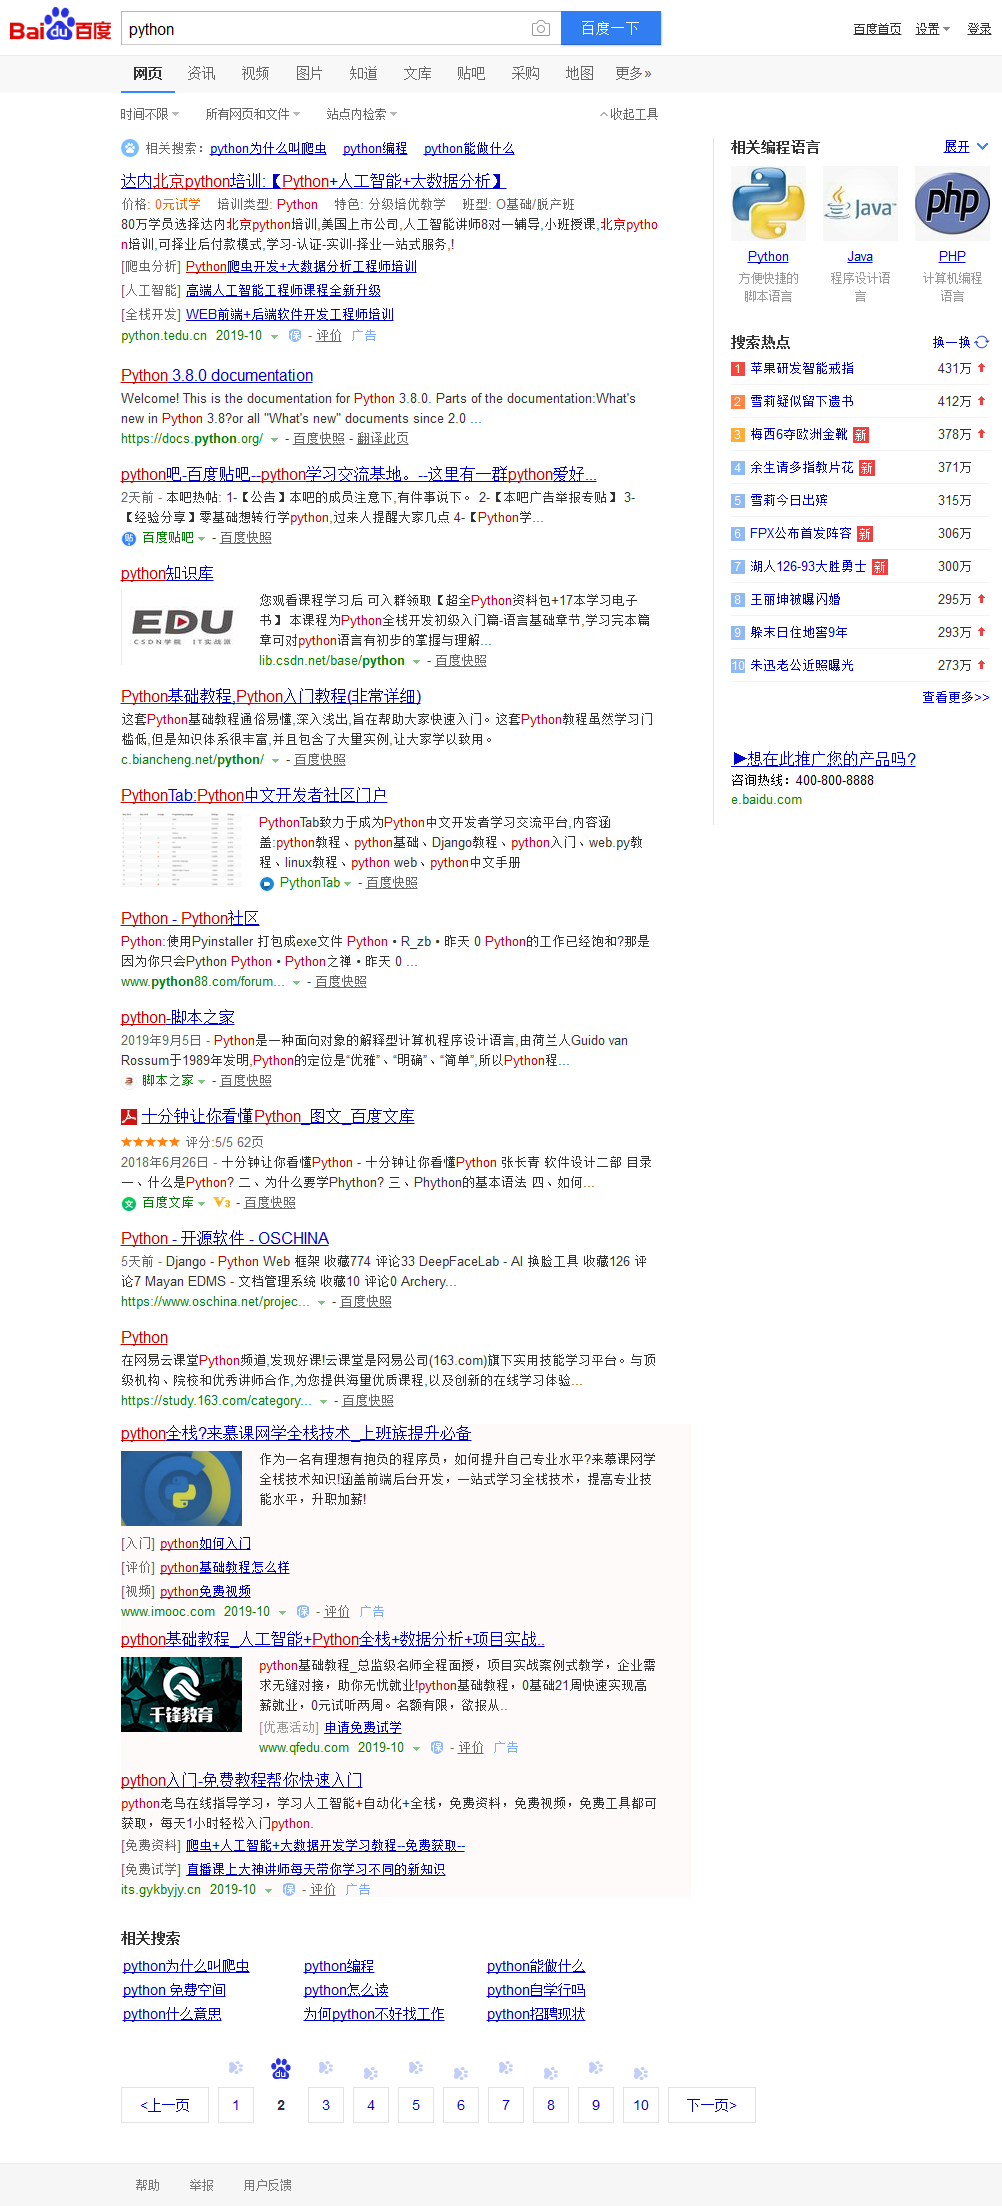 Bai du 百度 python 百度一下 百度首页 设置 登录
网页 资讯 视频 图片 知道 文库 贴吧 采购 地图 更多»
时间不限 所有网页和文件 站点内检索 收起工具
相关搜索: python为什么叫爬虫 python编程 python能做什么
达内北京python培训:【Python+人工智能+大数据分析】
价格: 0元试学 培训类型: Python 特色: 分级培优教学 班型: O基础/脱产班
80万学员选择达内北京python培训,美国上市公司,人工智能讲师8对一辅导,小班授课,北京pytho
n培训,可择业后付款模式,学习-认证-实训-择业一站式服务,!
[爬虫分析] Python爬虫开发+大数据分析工程师培训
[人工智能] 高端人工智能工程师课程全新升级
[全栈开发] WEB前端+后端软件开发工程师培训
python.tedu.cn 2019-10 保 - 评价 广告
Python 3.8.0 documentation
Welcome! This is the documentation for Python 3.8.0. Parts of the documentation:What's
new in Python 3.8?or all "What's new" documents since 2.0 ...
https://docs.python.org/ - 百度快照 - 翻译此页
python吧-百度贴吧--python学习交流基地。--这里有一群python爱好...
2天前 - 本吧热帖: 1-【公告】本吧的成员注意下,有件事说下。 2-【本吧广告举报专贴】 3-
【经验分享】零基础想转行学python,过来人提醒大家几点 4-【Python学...
贴 百度贴吧 - 百度快照
python知识库
EDU
CSDN学院 IT实战派
您观看课程学习后 可入群领取【超全Python资料包+17本学习电子
书】 本课程为Python全栈开发初级入门篇-语言基础章节,学习完本篇
章可对python语言有初步的掌握与理解...
lib.csdn.net/base/python - 百度快照
Python基础教程,Python入门教程(非常详细)
这套Python基础教程通俗易懂,深入浅出,旨在帮助大家快速入门。这套Python教程虽然学习门
槛低,但是知识体系很丰富,并且包含了大量实例,让大家学以致用。
c.biancheng.net/python/ - 百度快照
PythonTab:Python中文开发者社区门户
PythonTab致力于成为Python中文开发者学习交流平台,内容涵
盖:python教程、python基础、Django教程、python入门、web.py教
程、linux教程、python web、python中文手册
PythonTab - 百度快照
Python - Python社区
Python:使用Pyinstaller 打包成exe文件 Python • R_zb • 昨天 0 Python的工作已经饱和?那是
因为你只会Python Python • Python之禅 • 昨天 0 ...
www.python88.com/forum... - 百度快照
python-脚本之家
2019年9月5日 - Python是一种面向对象的解释型计算机程序设计语言,由荷兰人Guido van
Rossum于1989年发明,Python的定位是“优雅”、“明确”、“简单”,所以Python程...
脚本之家 - 百度快照
十分钟让你看懂Python_图文_百度文库
★★★★★ 评分:5/5 62页
2018年6月26日 - 十分钟让你看懂Python - 十分钟让你看懂Python 张长青 软件设计二部 目录
一、什么是Python? 二、为什么要学Phython? 三、Phython的基本语法 四、如何...
文 百度文库 V3 - 百度快照
Python - 开源软件 - OSCHINA
5天前 - Django - Python Web 框架 收藏774 评论33 DeepFaceLab - AI 换脸工具 收藏126 评
论7 Mayan EDMS - 文档管理系统 收藏10 评论0 Archery...
https://www.oschina.net/projec... - 百度快照
Python
在网易云课堂Python频道,发现好课!云课堂是网易公司(163.com)旗下实用技能学习平台。与顶
级机构、院校和优秀讲师合作,为您提供海量优质课程,以及创新的在线学习体验...
https://study.163.com/category... - 百度快照
python全栈?来慕课网学全栈技术_上班族提升必备
作为一名有理想有抱负的程序员，如何提升自己专业水平?来慕课网学
全栈技术知识!涵盖前端后台开发，一站式学习全栈技术，提高专业技
能水平，升职加薪!
[入门] python如何入门
[评价] python基础教程怎么样
[视频] python免费视频
www.imooc.com 2019-10 保 - 评价 广告
python基础教程_人工智能+Python全栈+数据分析+项目实战..
千锋教育
python基础教程_总监级名师全程面授，项目实战案例式教学，企业需
求无缝对接，助你无忧就业!python基础教程，0基础21周快速实现高
薪就业，0元试听两周。名额有限，欲报从..
[优惠活动] 申请免费试学
www.qfedu.com 2019-10 保 - 评价 广告
python入门-免费教程帮你快速入门
python老鸟在线指导学习，学习人工智能+自动化+全栈，免费资料，免费视频，免费工具都可
获取，每天1小时轻松入门python.
[免费资料] 爬虫+人工智能+大数据开发学习教程--免费获取--
[免费试学] 直播课上大神讲师每天带你学习不同的新知识
its.gykbyjy.cn 2019-10 保 - 评价 广告
相关编程语言 展开
Java php
Python Java PHP
方便快捷的 程序设计语 计算机编程
脚本语言 言 语言
搜索热点 换一换
1 苹果研发智能戒指 431万
2 雪莉疑似留下遗书 412万
3 梅西6夺欧洲金靴 新 378万
4 余生请多指教片花 新 371万
5 雪莉今日出殡 315万
6 FPX公布首发阵容 新 306万
7 湖人126-93大胜勇士 新 300万
8 王丽坤被曝闪婚 295万
9 躲末日住地窖9年 293万
10 朱迅老公近照曝光 273万
查看更多>>
▶想在此推广您的产品吗?
咨询热线：400-800-8888
e.baidu.com
相关搜索
python为什么叫爬虫 python编程 python能做什么
python 免费空间 python怎么读 python自学行吗
python什么意思 为何python不好找工作 python招聘现状
du
<上一页 1 2 3 4 5 6 7 8 9 10 下一页>
帮助 举报 用户反馈